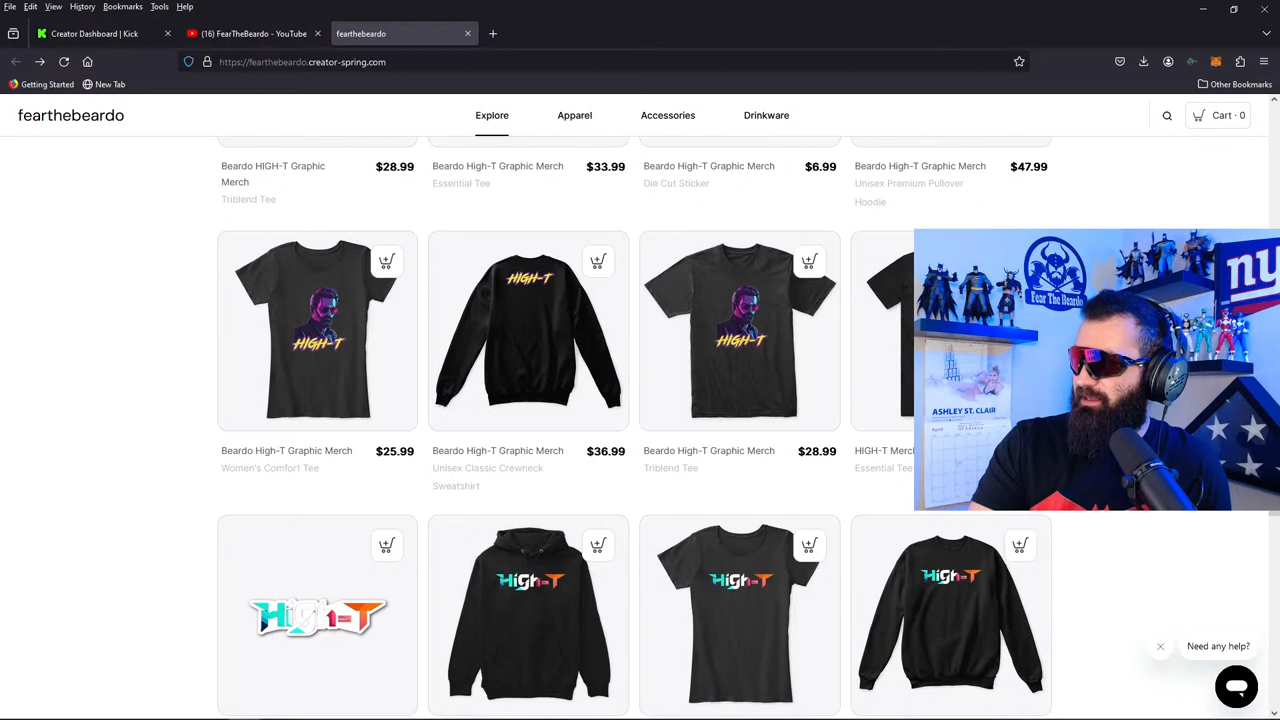 File Edit View History Bookmarks Tools Help
Creator Dashboard | Kick
(16) FearTheBeardo - YouTube
fearthebeardo
https://fearthebeardo.creator-spring.com
Getting Started
New Tab
Other Bookmarks
fearthebeardo
Explore
Apparel
Accessories
Drinkware
Cart · 0
Beardo HIGH-T Graphic Merch
$28.99
Triblend Tee
Beardo High-T Graphic Merch
$33.99
Essential Tee
Beardo High-T Graphic Merch
$6.99
Die Cut Sticker
Beardo High-T Graphic Merch
$47.99
Unisex Premium Pullover
Hoodie
HIGH-T
HIGH-T
HIGH-T
Fear The Beardo
ny
ASHLEY ST. CLAIR
April
Beardo High-T Graphic Merch
$25.99
Women's Comfort Tee
Beardo High-T Graphic Merch
$36.99
Unisex Classic Crewneck
Sweatshirt
Beardo High-T Graphic Merch
$28.99
Triblend Tee
HIGH-T Merch
Essential Tee
HiGh-T
HiGh-T
HiGh-T
HiGh-T
Need any help?